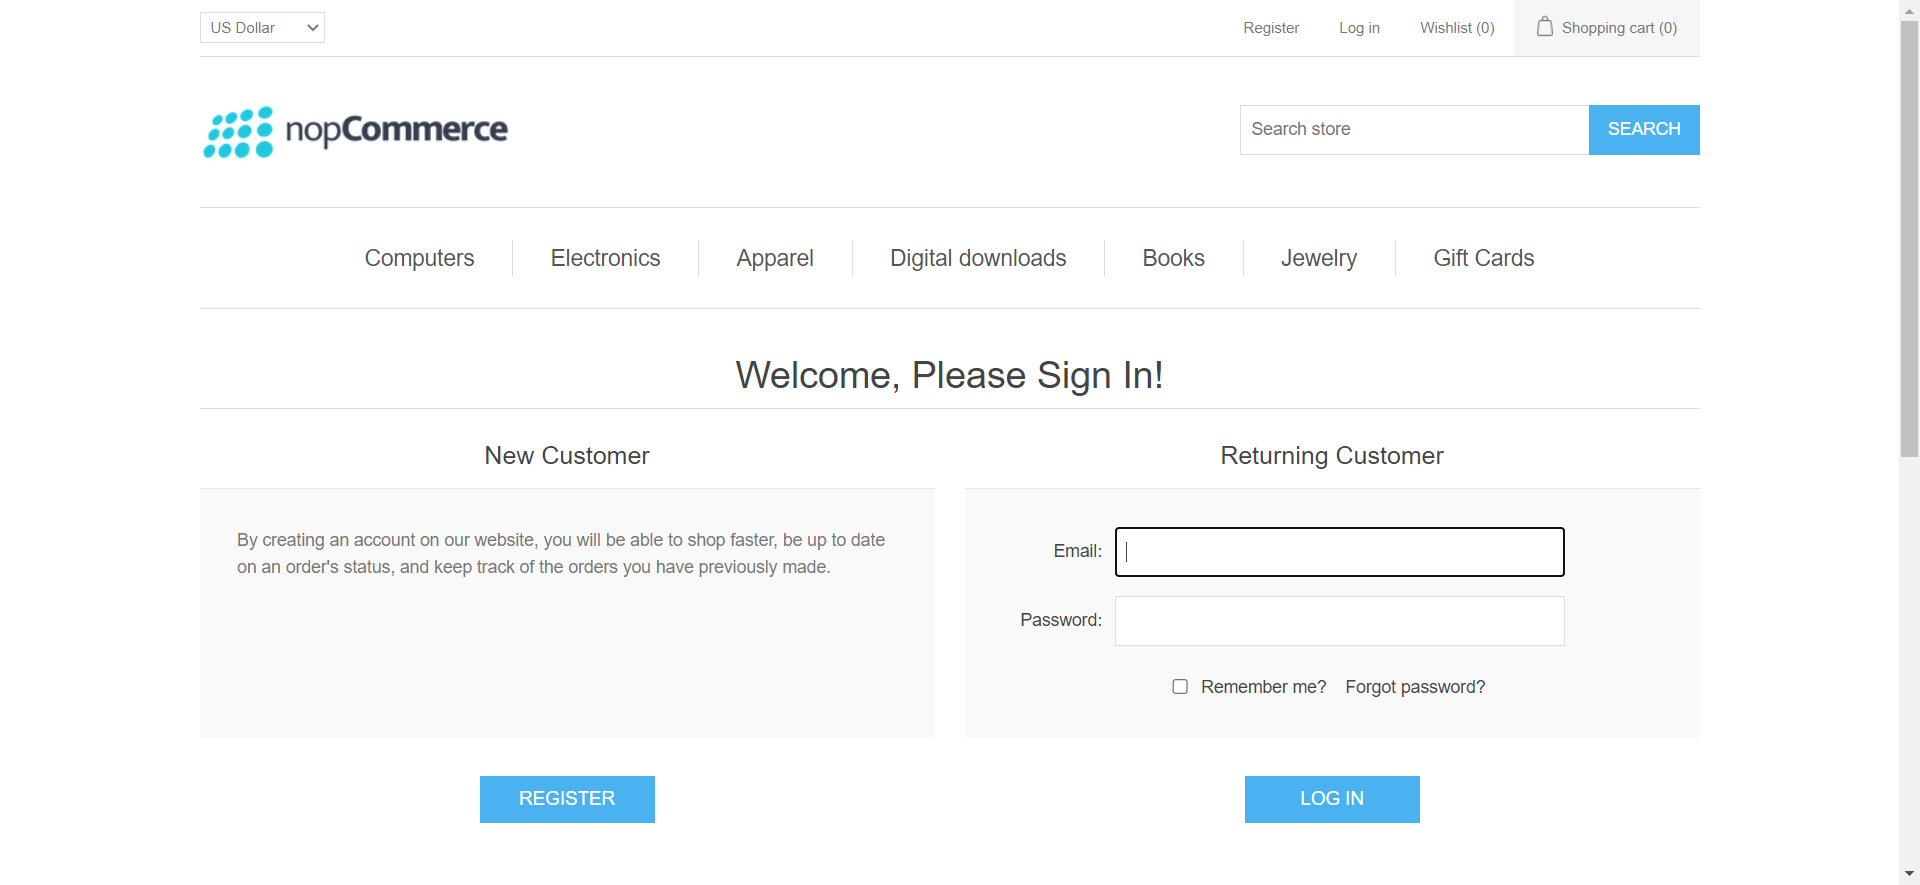 US Dollar
Register Log in Wishlist (0) Shopping cart (0)
nopCommerce
Search store SEARCH
Computers Electronics Apparel Digital downloads Books Jewelry Gift Cards
Welcome, Please Sign In!
New Customer
By creating an account on our website, you will be able to shop faster, be up to date
on an order's status, and keep track of the orders you have previously made.
REGISTER
Returning Customer
Email:
Password:
Remember me? Forgot password?
LOG IN